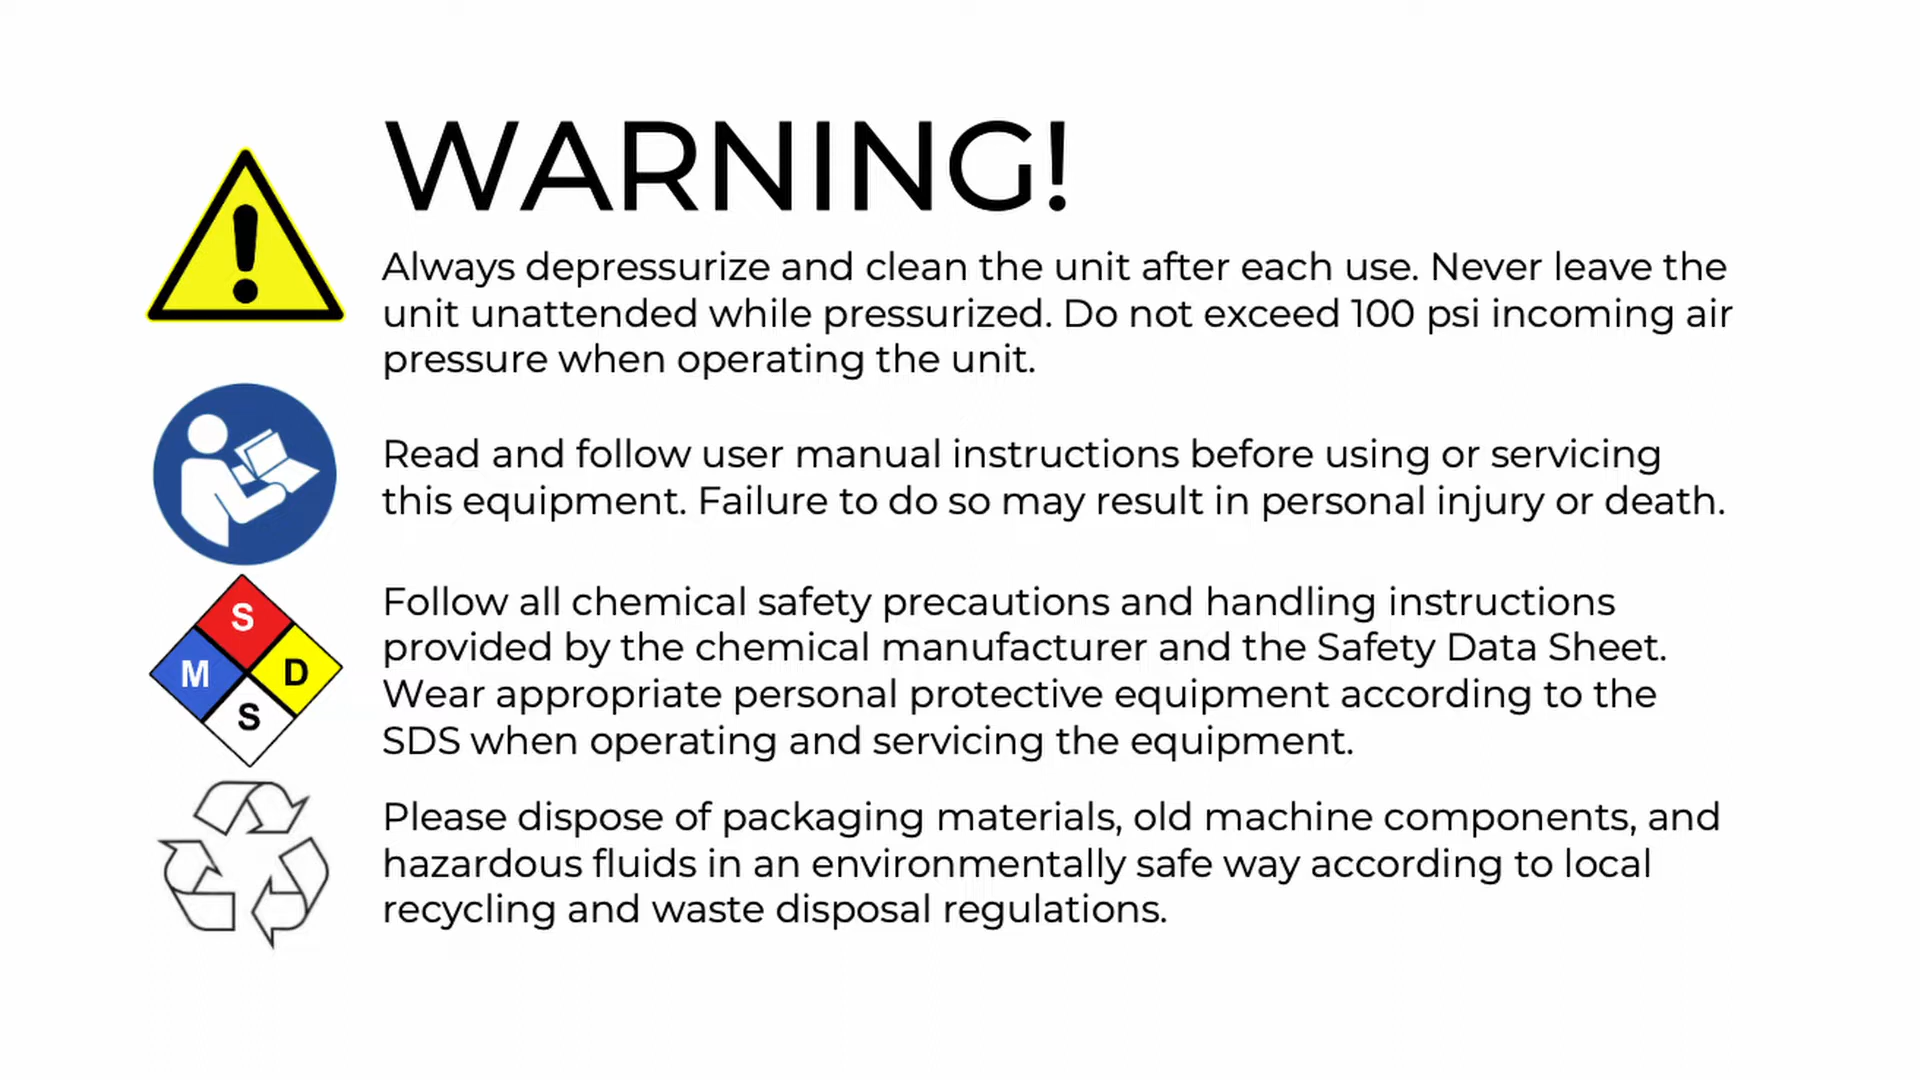 WARNING!
Always depressurize and clean the unit after each use. Never leave the
unit unattended while pressurized. Do not exceed 100 psi incoming air
pressure when operating the unit.
Read and follow user manual instructions before using or servicing
this equipment. Failure to do so may result in personal injury or death.
S
M D
S
Follow all chemical safety precautions and handling instructions
provided by the chemical manufacturer and the Safety Data Sheet.
Wear appropriate personal protective equipment according to the
SDS when operating and servicing the equipment.
Please dispose of packaging materials, old machine components, and
hazardous fluids in an environmentally safe way according to local
recycling and waste disposal regulations.